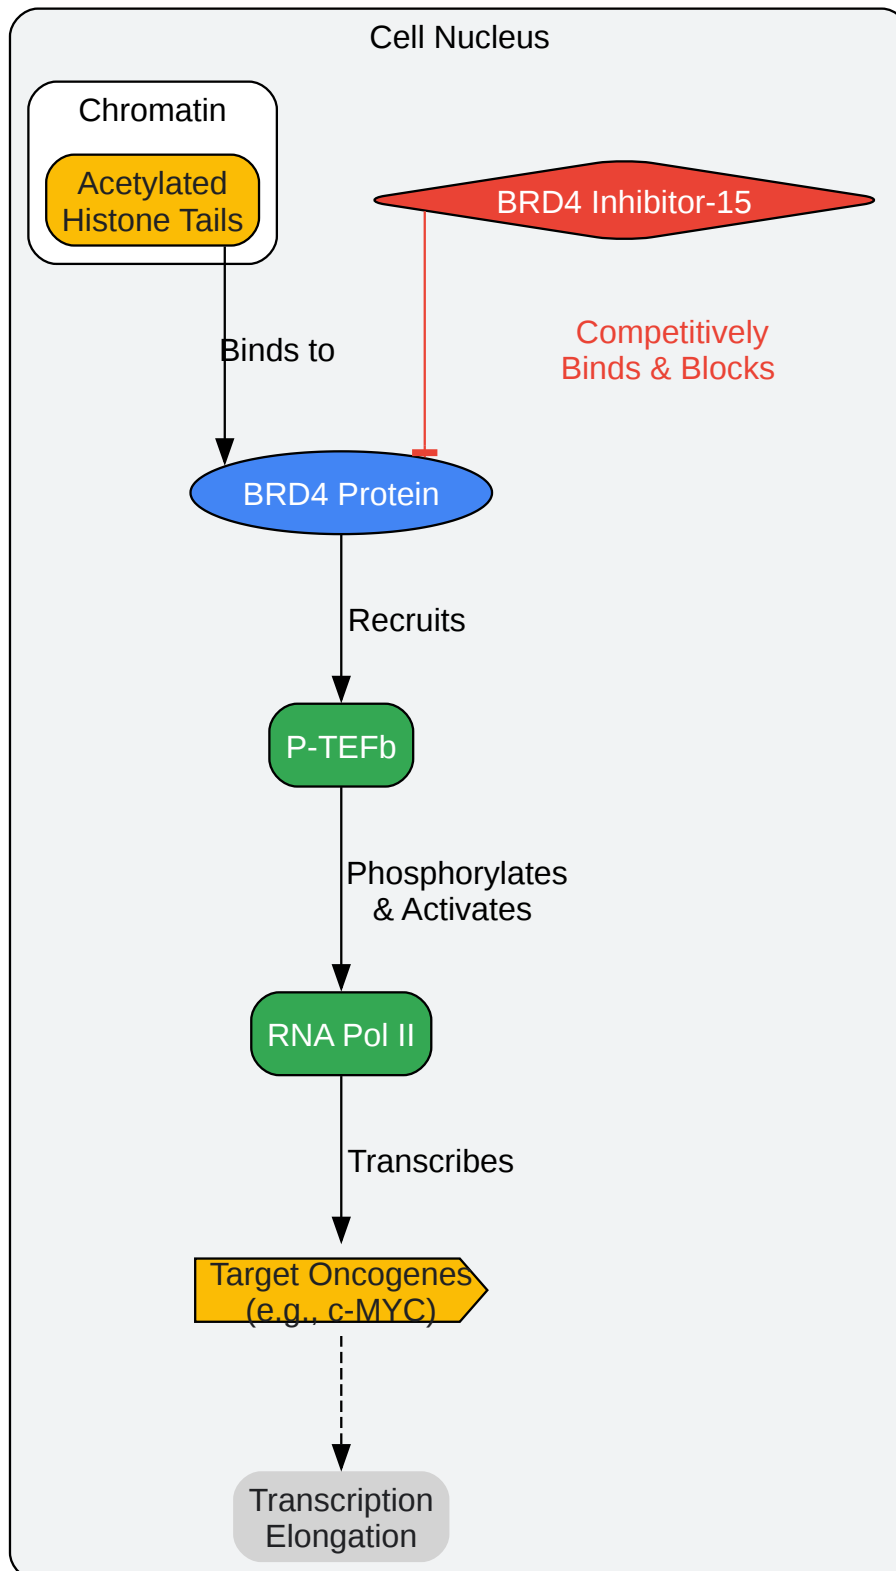 Cell Nucleus
Chromatin
Acetylated
Histone Tails
BRD4 Inhibitor-15
Binds to
Competitively
Binds & Blocks
BRD4 Protein
Recruits
P-TEFb
Phosphorylates
& Activates
RNA Pol II
Transcribes
Target Oncogenes
(e.g., c-MYC)
Transcription
Elongation